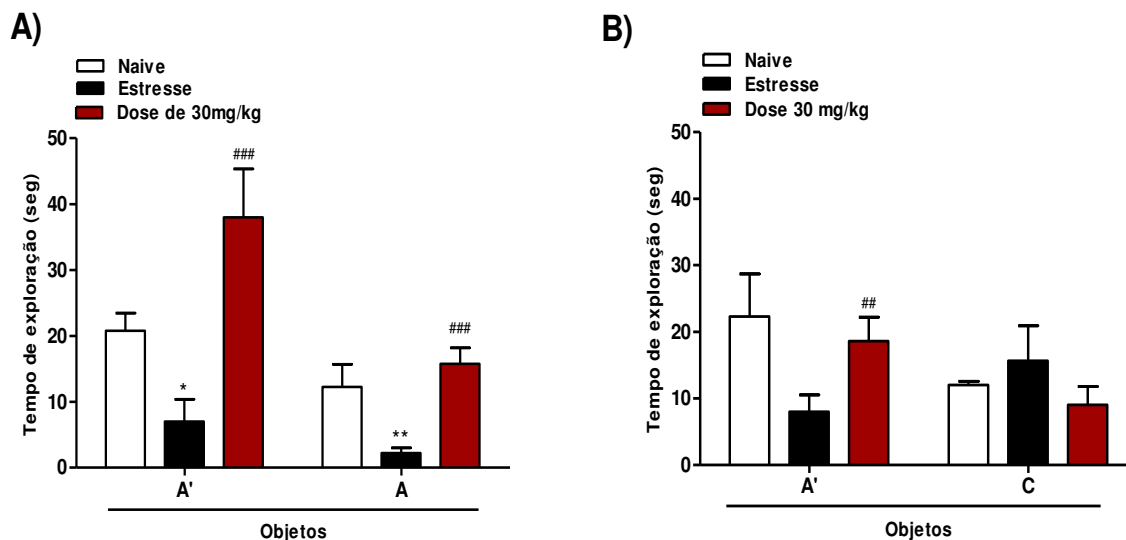 A)
Naive
Estresse
Dose de 30mg/kg
Tempo de exploração (seg)
50
40
30
20
10
0
###
*
###
**
A'
A
Objetos
B)
Naive
Estresse
Dose 30 mg/kg
Tempo de exploração (seg)
50
40
30
20
10
0
##
A'
C
Objetos